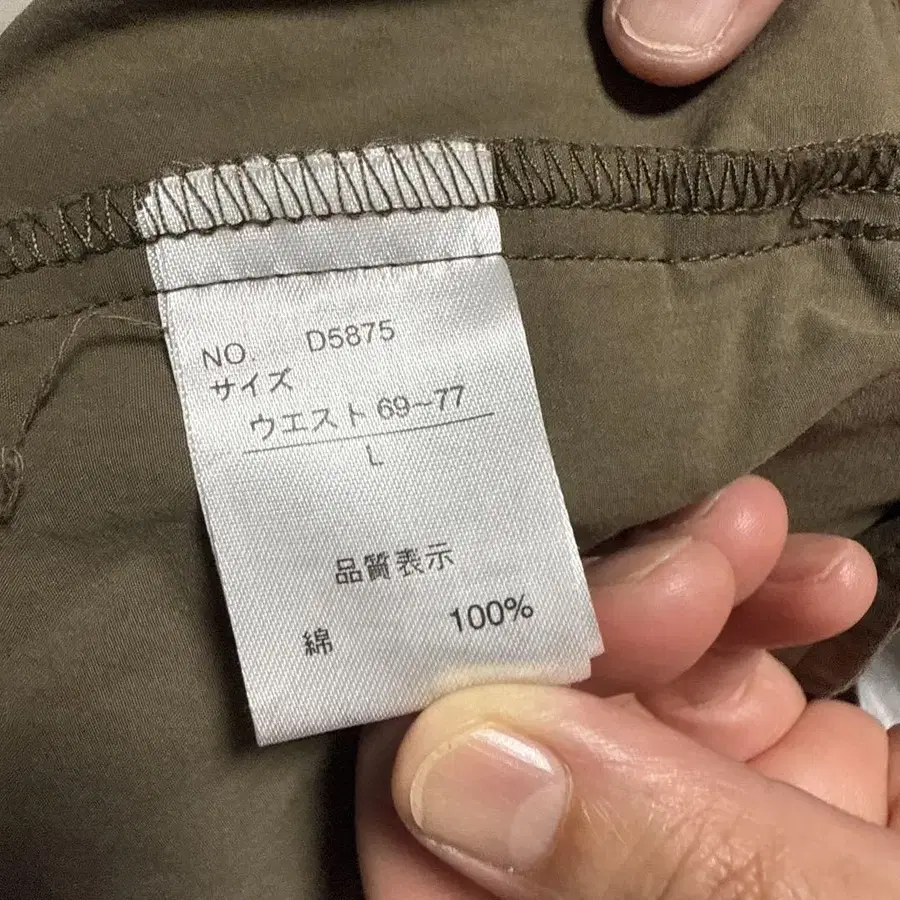 NO. D5875
サイズ
ウエスト 69~77
L
品質表示
綿 100%